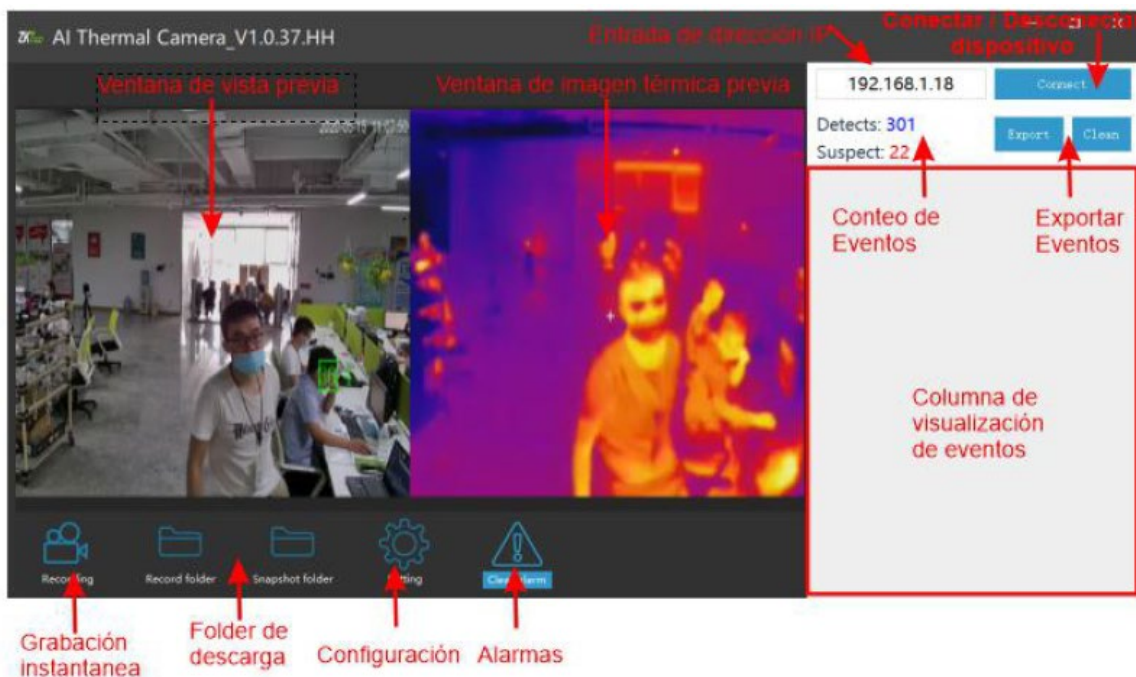 AI Thermal Camera_V1.0.37.HH
Entrada de dirección IP
Conectar / Desconectar
dispositivo
Ventana de vista previa
Ventana de imagen térmica previa
192.168.1.18
Connect
Detects: 301
Export
Clean
Suspect: 22
Conteo de
Eventos
Exportar
Eventos
Columna de
visualización
de eventos
Recording
Record folder
Snapshot folder
Setting
Clear alarm
Grabación
instantanea
Folder de
descarga
Configuración
Alarmas